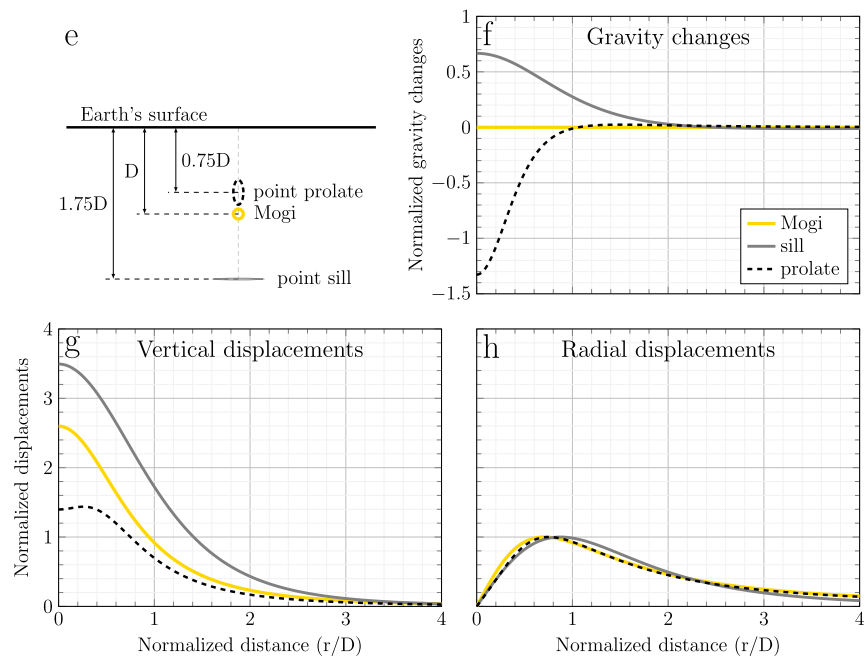 e
Earth's surface
D
0.75D
1.75D
point prolate
Mogi
point sill
f
Gravity changes
Normalized gravity changes
1
0.5
0
−0.5
−1
−1.5
Mogi
sill
prolate
g
Vertical displacements
Normalized displacements
4
3
2
1
0
0 1 2 3 4
Normalized distance (r/D)
h
Radial displacements
0 1 2 3 4
Normalized distance (r/D)